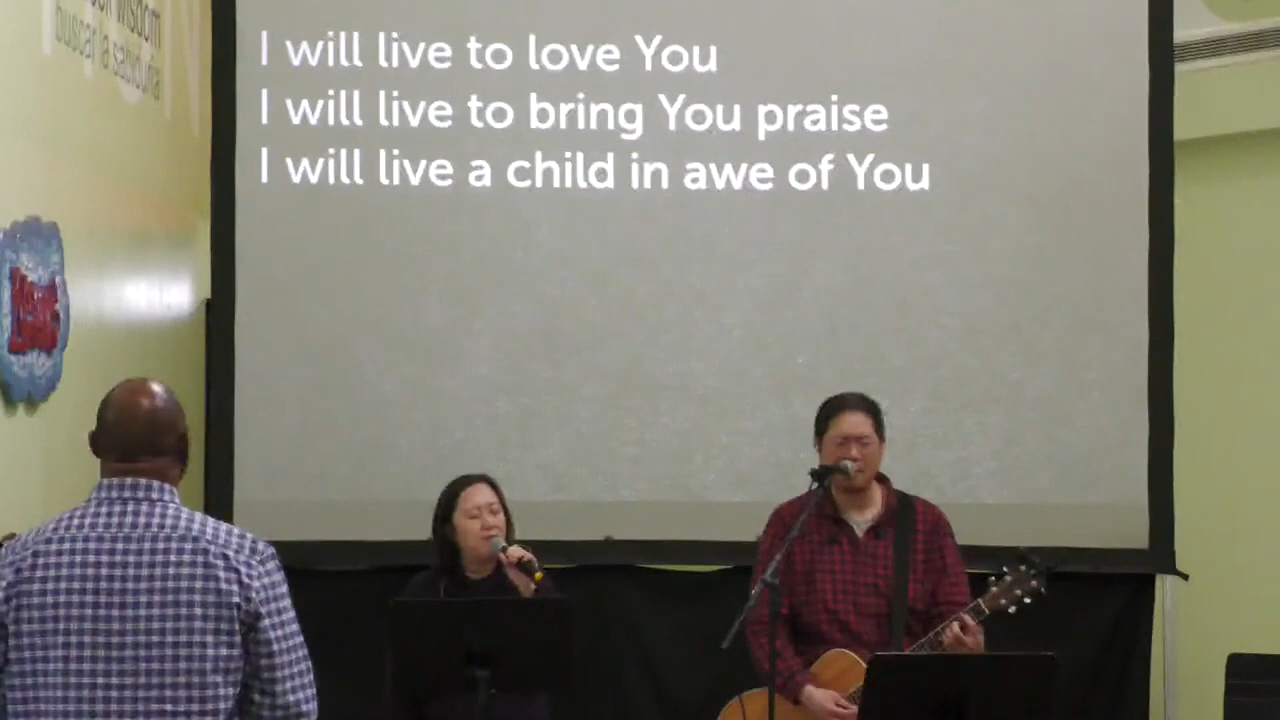 wisdom
buscar la sabiduría
I will live to love You
I will live to bring You praise
I will live a child in awe of You